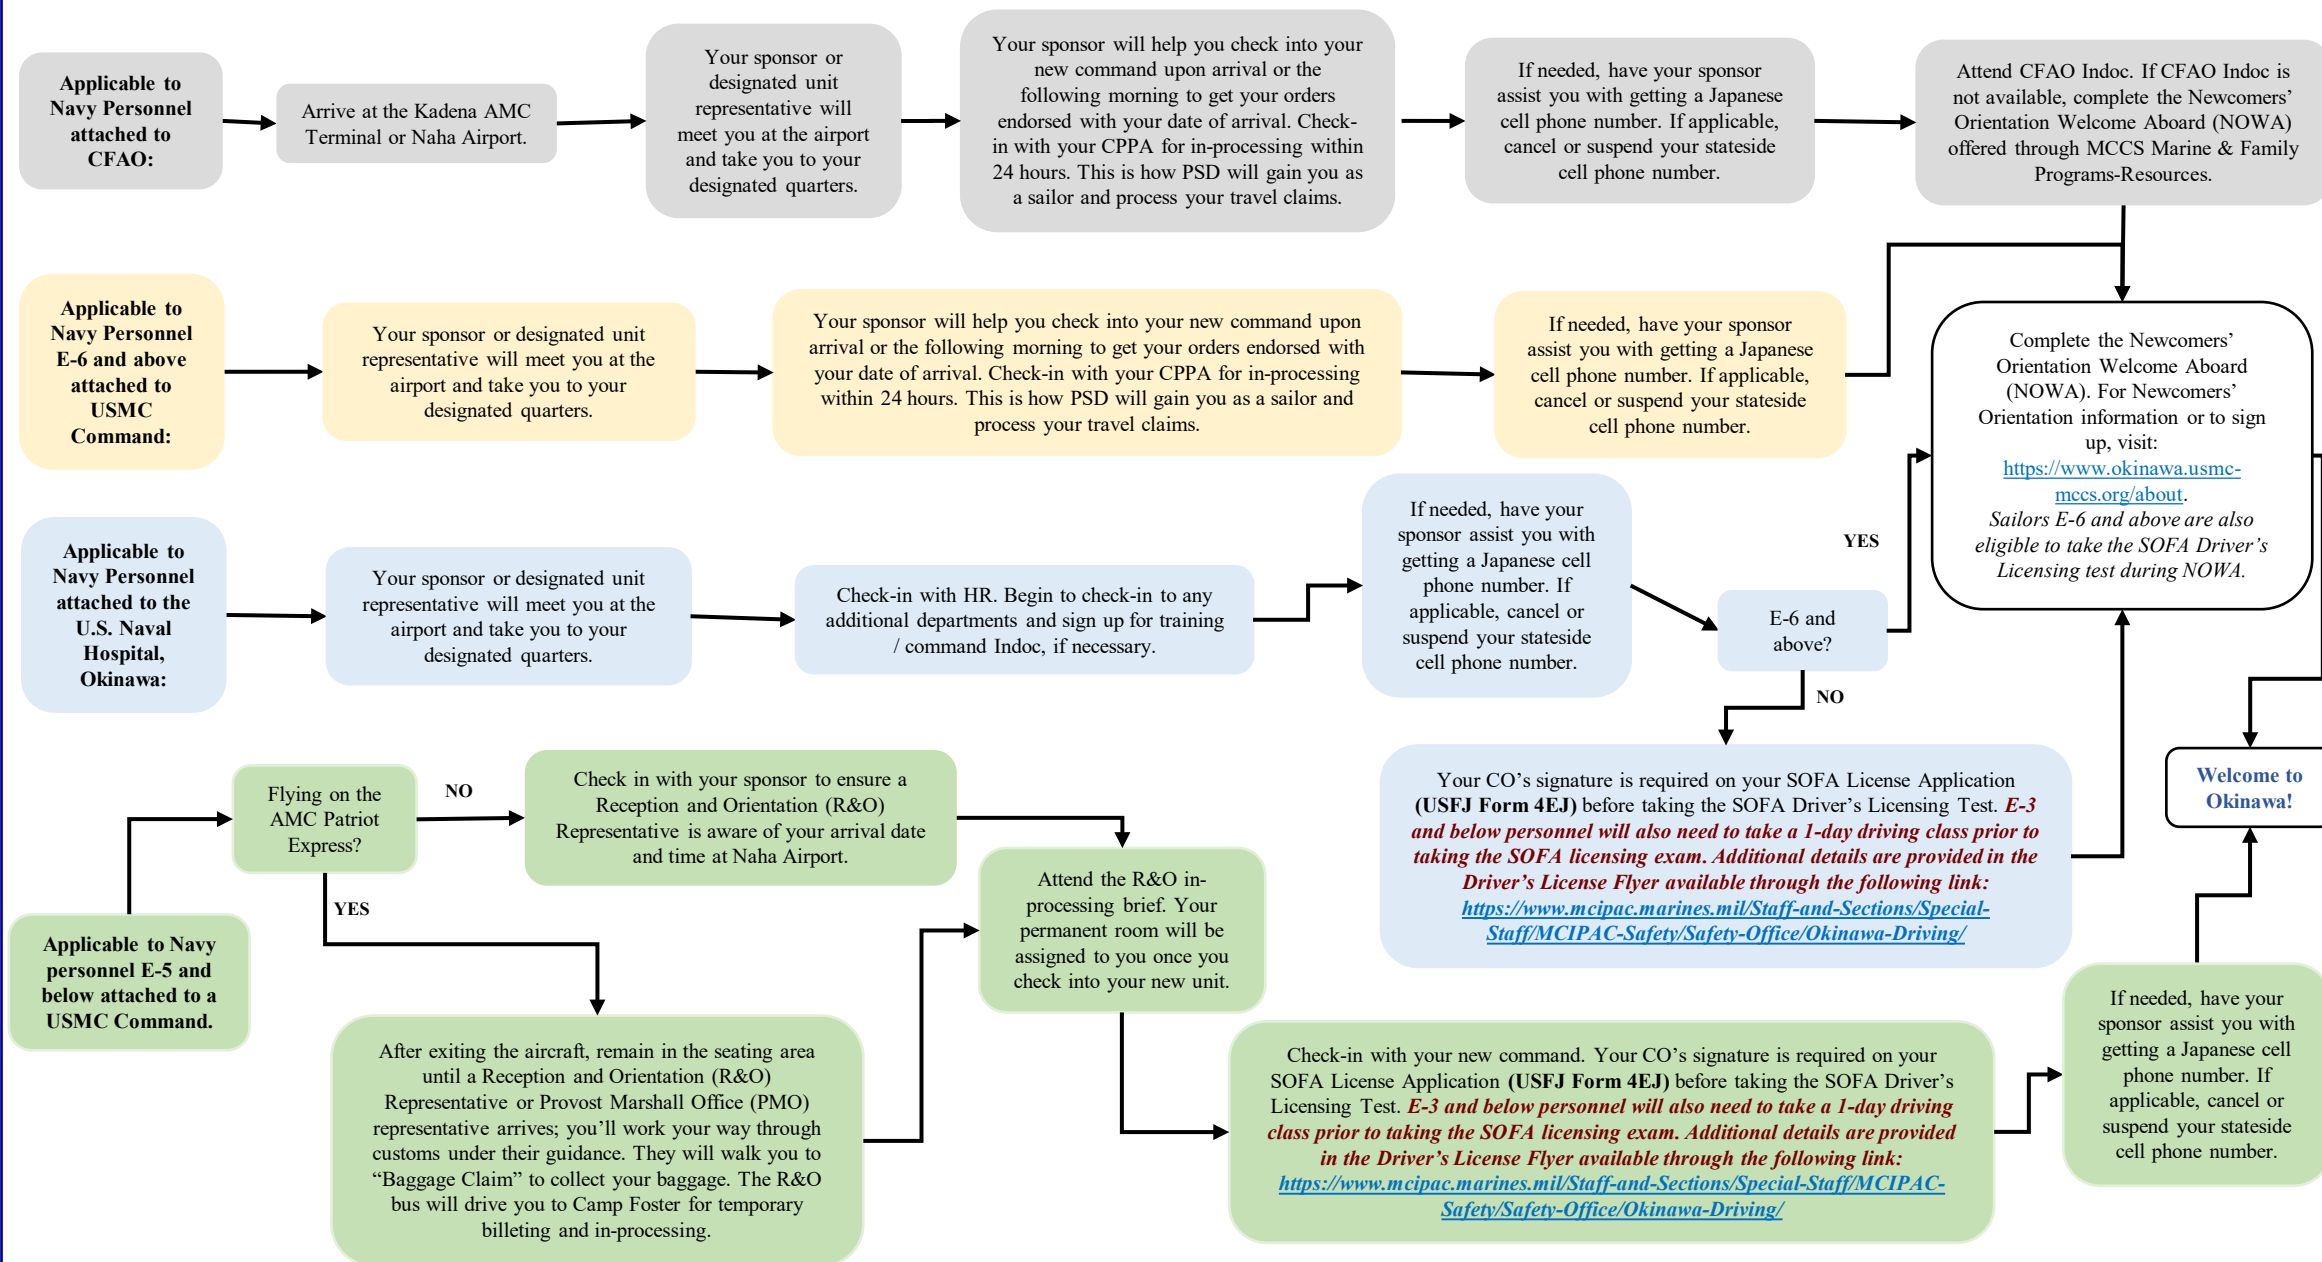 Applicable to
Navy Personnel
attached to
CFAO:
Arrive at the Kadena AMC
Terminal or Naha Airport.
Your sponsor or
designated unit
representative will
meet you at the airport
and take you to your
designated quarters.
Your sponsor will help you check into your
new command upon arrival or the
following morning to get your orders
endorsed with your date of arrival. Check-
in with your CPPA for in-processing within
24 hours. This is how PSD will gain you as
a sailor and process your travel claims.
If needed, have your sponsor
assist you with getting a Japanese
cell phone number. If applicable,
cancel or suspend your stateside
cell phone number.
Attend CFAO Indoc. If CFAO Indoc is
not available, complete the Newcomers’
Orientation Welcome Aboard (NOWA)
offered through MCCS Marine & Family
Programs-Resources.
Applicable to
Navy Personnel
E-6 and above
attached to
USMC
Command:
Your sponsor or designated unit
representative will meet you at the
airport and take you to your
designated quarters.
Your sponsor will help you check into your new command upon
arrival or the following morning to get your orders endorsed with
your date of arrival. Check-in with your CPPA for in-processing
within 24 hours. This is how PSD will gain you as a sailor and
process your travel claims.
If needed, have your sponsor
assist you with getting a Japanese
cell phone number. If applicable,
cancel or suspend your stateside
cell phone number.
Complete the Newcomers’
Orientation Welcome Aboard
(NOWA). For Newcomers’
Orientation information or to sign
up, visit:
https://www.okinawa.usmc-
mccs.org/about.
Sailors E-6 and above are also
eligible to take the SOFA Driver’s
Licensing test during NOWA.
Applicable to
Navy Personnel
attached to the
U.S. Naval
Hospital,
Okinawa:
Your sponsor or designated unit
representative will meet you at the
airport and take you to your
designated quarters.
Check-in with HR. Begin to check-in to any
additional departments and sign up for training
/ command Indoc, if necessary.
If needed, have your
sponsor assist you with
getting a Japanese cell
phone number. If
applicable, cancel or
suspend your stateside
cell phone number.
E-6 and
above?
YES
NO
Your CO’s signature is required on your SOFA License Application
(USFJ Form 4EJ) before taking the SOFA Driver’s Licensing Test. E-3
and below personnel will also need to take a 1-day driving class prior to
taking the SOFA licensing exam. Additional details are provided in the
Driver’s License Flyer available through the following link:
https://www.mcipac.marines.mil/Staff-and-Sections/Special-
Staff/MCIPAC-Safety/Safety-Office/Okinawa-Driving/
Welcome to
Okinawa!
Applicable to Navy
personnel E-5 and
below attached to a
USMC Command.
Flying on the
AMC Patriot
Express?
NO
YES
Check in with your sponsor to ensure a
Reception and Orientation (R&O)
Representative is aware of your arrival date
and time at Naha Airport.
After exiting the aircraft, remain in the seating area
until a Reception and Orientation (R&O)
Representative or Provost Marshall Office (PMO)
representative arrives; you’ll work your way through
customs under their guidance. They will walk you to
“Baggage Claim” to collect your baggage. The R&O
bus will drive you to Camp Foster for temporary
billeting and in-processing.
Attend the R&O in-
processing brief. Your
permanent room will be
assigned to you once you
check into your new unit.
Check-in with your new command. Your CO’s signature is required on your
SOFA License Application (USFJ Form 4EJ) before taking the SOFA Driver’s
Licensing Test. E-3 and below personnel will also need to take a 1-day driving
class prior to taking the SOFA licensing exam. Additional details are provided
in the Driver’s License Flyer available through the following link:
https://www.mcipac.marines.mil/Staff-and-Sections/Special-Staff/MCIPAC-
Safety/Safety-Office/Okinawa-Driving/
If needed, have your
sponsor assist you with
getting a Japanese cell
phone number. If
applicable, cancel or
suspend your stateside
cell phone number.